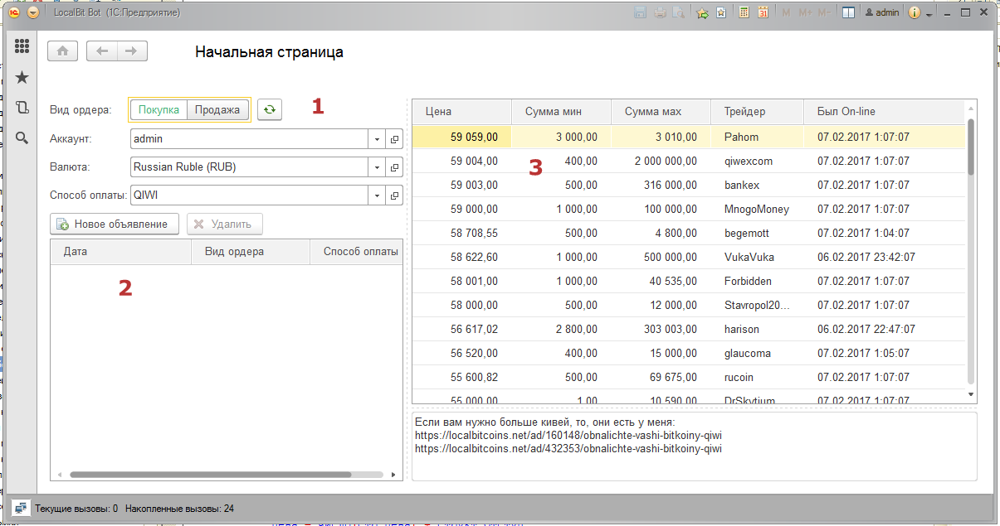 LocalBit Bot (1С:Предприятие)
M M+ M- admin
Начальная страница
Вид ордера: Покупка Продажа 1
Аккаунт: admin
Валюта: Russian Ruble (RUB)
Способ оплаты: QIWI
Новое объявление Удалить
Дата Вид ордера Способ оплаты
2
Цена Сумма мин Сумма мах Трейдер Был On-line
59 059,00 3 000,00 3 010,00 Pahom 07.02.2017 1:07:07
59 004,00 400,00 2 000 000,00 qiwexcom 07.02.2017 1:07:07
3
59 003,00 500,00 316 000,00 bankex 07.02.2017 1:07:07
59 000,00 1 000,00 100 000,00 MnogoMoney 07.02.2017 1:07:07
58 708,55 500,00 4 800,00 begemott 07.02.2017 1:04:07
58 622,60 1 000,00 500 000,00 VukaVuka 06.02.2017 23:42:07
58 001,00 1 000,00 40 535,00 Forbidden 07.02.2017 1:07:07
58 000,00 500,00 12 000,00 Stavropol20... 07.02.2017 1:07:07
56 617,02 2 800,00 303 003,00 harison 06.02.2017 22:47:07
56 520,00 400,00 15 000,00 glaucoma 07.02.2017 1:05:07
55 600,82 500,00 69 675,00 rucoin 07.02.2017 1:07:07
55 000,00 1,00 10 590,00 DrSkytium 07.02.2017 1:07:07
Если вам нужно больше кивей, то, они есть у меня:
https://localbitcoins.net/ad/160148/obnalichte-vashi-bitkoiny-qiwi
https://localbitcoins.net/ad/432353/obnalichte-vashi-bitkoiny-qiwi
Текущие вызовы: 0 Накопленные вызовы: 24